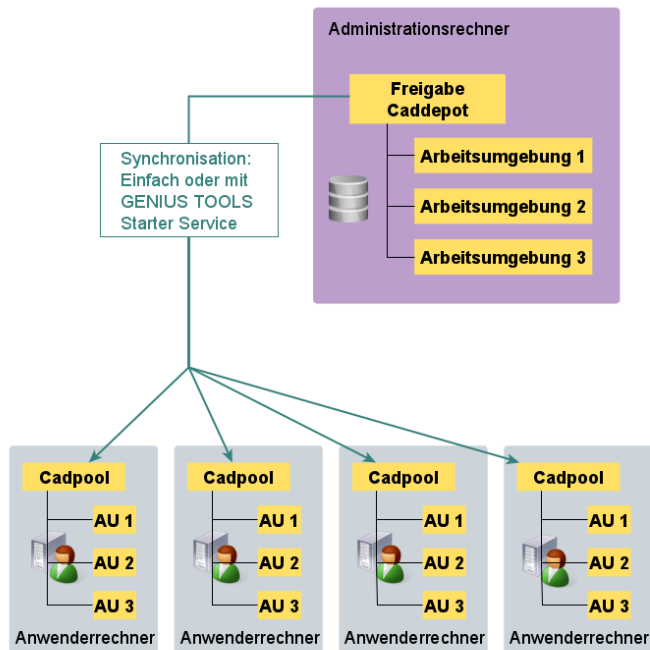 Administrationsrechner
Freigabe
Caddepot
Arbeitsumgebung 1
Arbeitsumgebung 2
Arbeitsumgebung 3
Synchronisation:
Einfach oder mit
GENIUS TOOLS
Starter Service
Cadpool
AU 1
AU 2
AU 3
Anwenderrechner
Cadpool
AU 1
AU 2
AU 3
Anwenderrechner
Cadpool
AU 1
AU 2
AU 3
Anwenderrechner
Cadpool
AU 1
AU 2
AU 3
Anwenderrechner